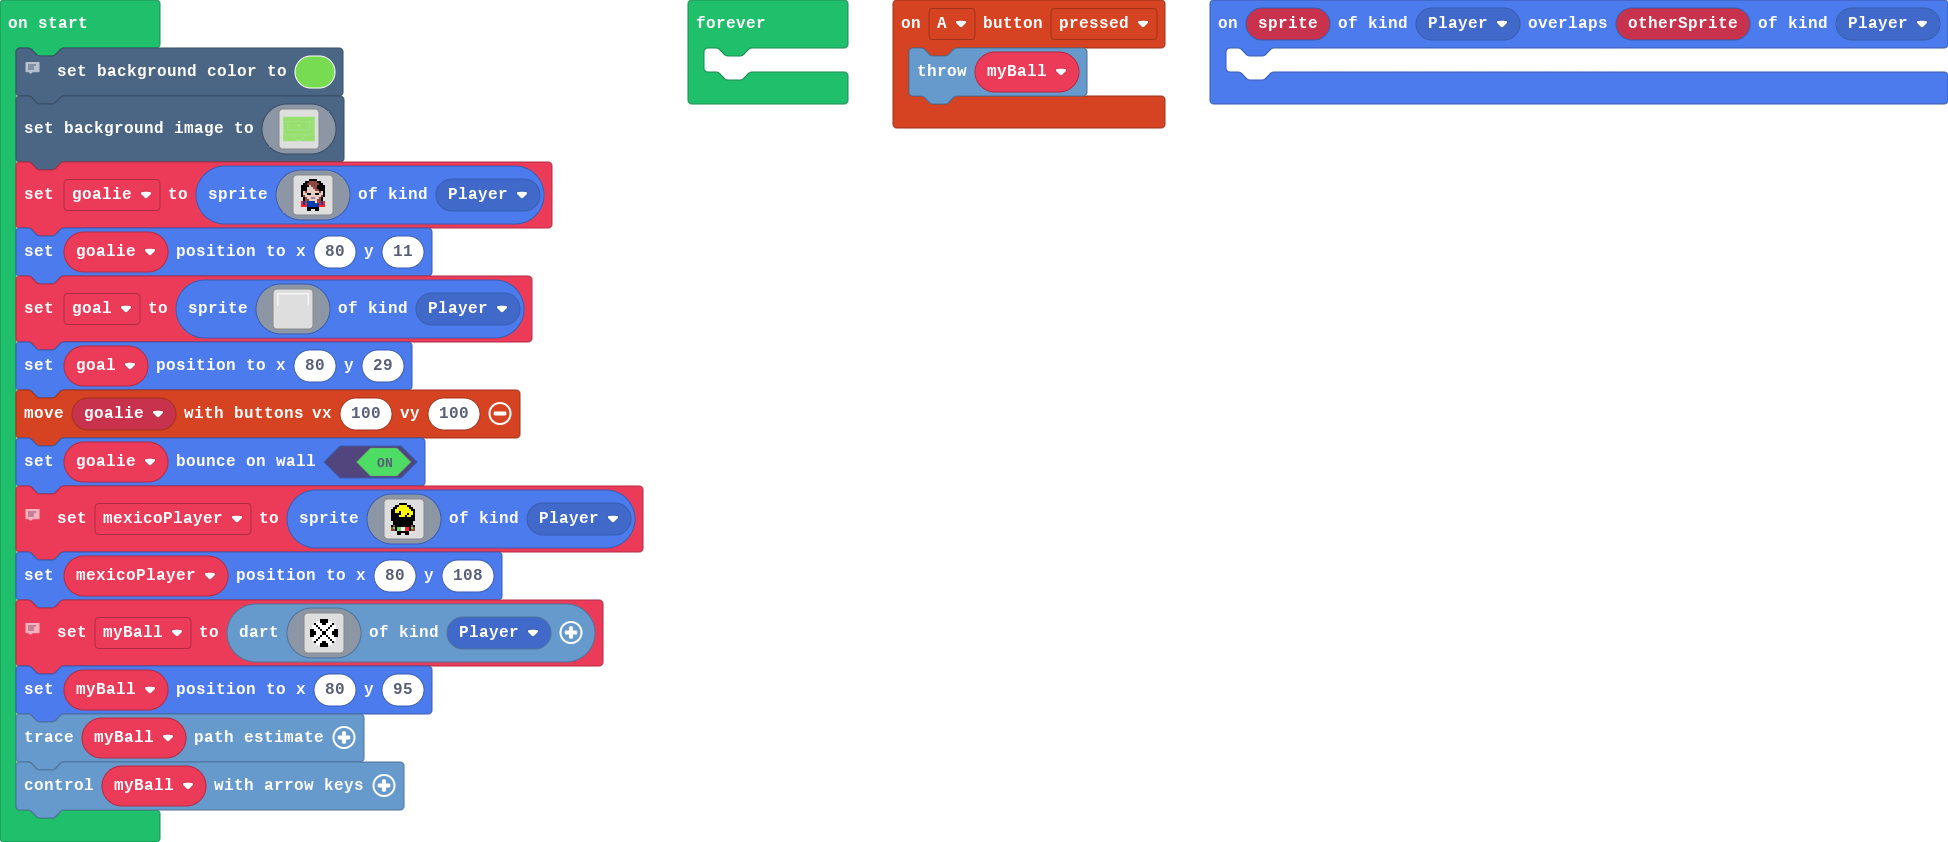 on start
set background color to
set background image to
set goalie to sprite of kind Player
set goalie position to x 80 y 11
set goal to sprite of kind Player
set goal position to x 80 y 29
move goalie with buttons vx 100 vy 100
set goalie bounce on wall ON
set mexicoPlayer to sprite of kind Player
set mexicoPlayer position to x 80 y 108
set myBall to dart of kind Player
set myBall position to x 80 y 95
trace myBall path estimate
control myBall with arrow keys
forever
on A button pressed
throw myBall
on sprite of kind Player overlaps otherSprite of kind Player